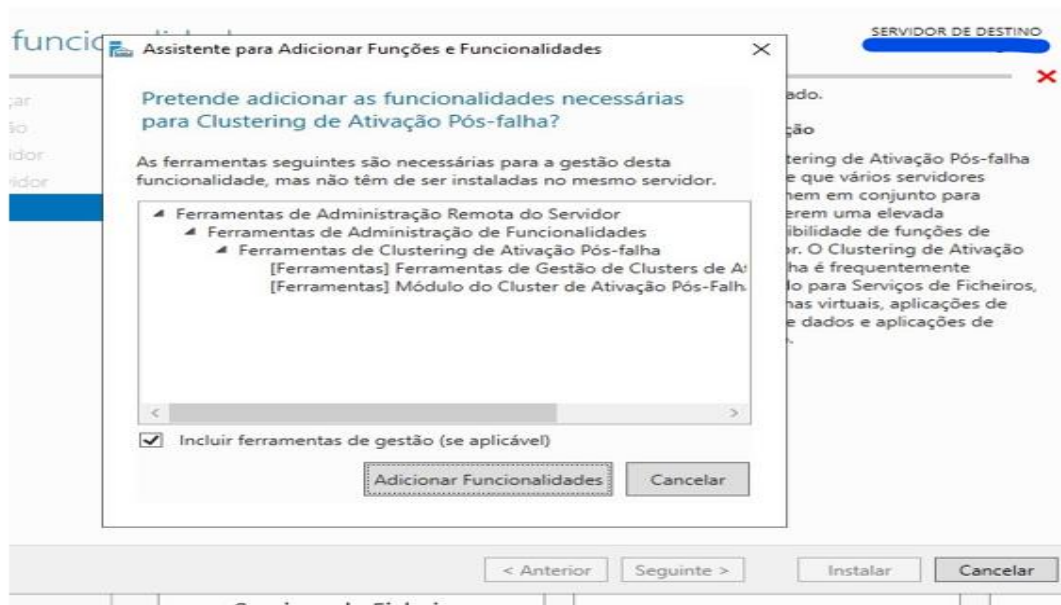 SERVIDOR DE DESTINO
Assistente para Adicionar Funções e Funcionalidades
Pretende adicionar as funcionalidades necessárias
para Clustering de Ativação Pós-falha?
As ferramentas seguintes são necessárias para a gestão desta
funcionalidade, mas não têm de ser instaladas no mesmo servidor.
Ferramentas de Administração Remota do Servidor
Ferramentas de Administração de Funcionalidades
Ferramentas de Clustering de Ativação Pós-falha
[Ferramentas] Ferramentas de Gestão de Clusters de
[Ferramentas] Módulo do Cluster de Ativação Pós-Falh
Incluir ferramentas de gestão (se aplicável)
Adicionar Funcionalidades
Cancelar
ado.
ção
tering de Ativação Pós-falha
e que vários servidores
nem em conjunto para
erem uma elevada
ibilidade de funções de
or. O Clustering de Ativação
ha é frequentemente
do para Serviços de Ficheiros,
nas virtuais, aplicações de
e dados e aplicações de
< Anterior
Seguinte >
Instalar
Cancelar